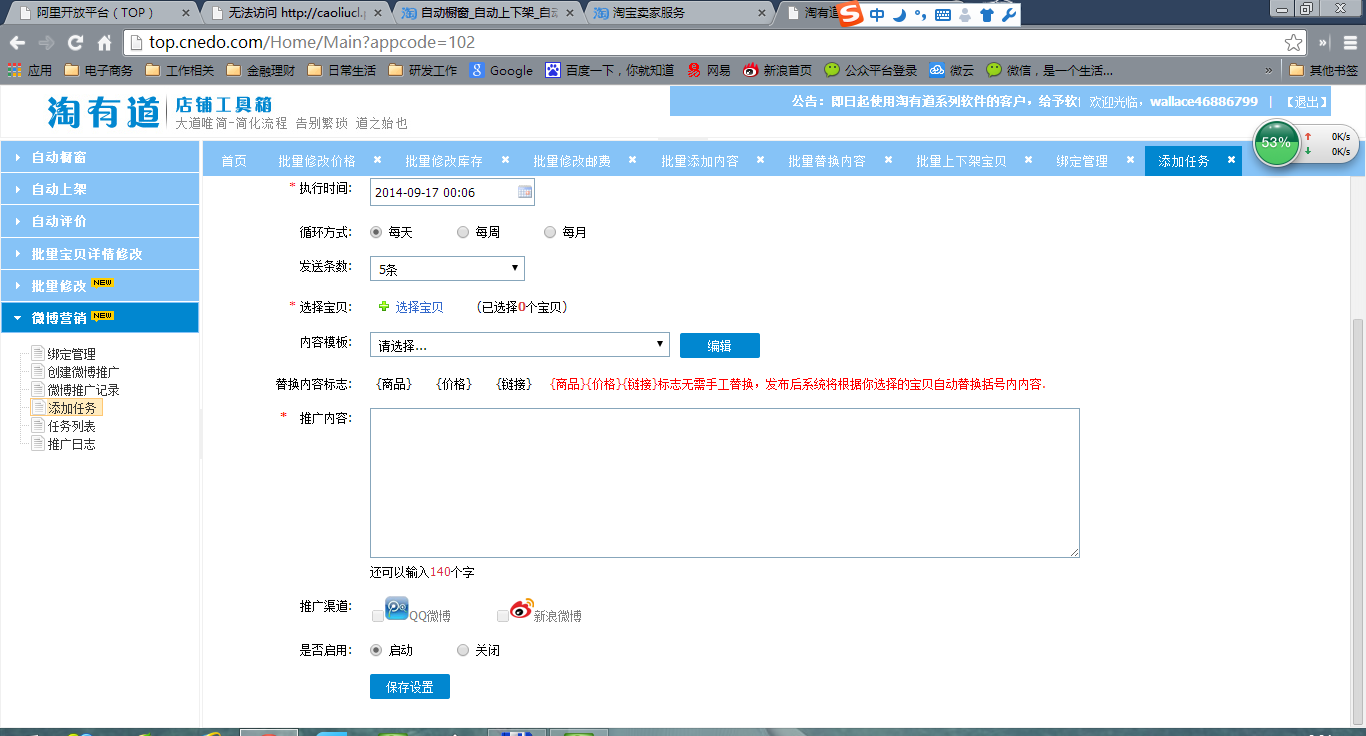 阿里开放平台（TOP）
无法访问 http://caoliucl.p
自动橱窗_自动上下架_自动
淘宝卖家服务
淘有道
中
top.cnedo.com/Home/Main?appcode=102
应用 电子商务 工作相关 金融理财 日常生活 研发工作 Google 百度一下，你就知道 网易 新浪首页 公众平台登录 微云 微信，是一个生活... » 其他书签
淘有道 店铺工具箱
大道唯简-简化流程 告别繁琐 道之始也
公告：即日起使用淘有道系列软件的客户，给予软 欢迎光临，wallace46886799 | 【退出】
53% 0K/s
0K/s
首页 批量修改价格 批量修改库存 批量修改邮费 批量添加内容 批量替换内容 批量上下架宝贝 绑定管理 添加任务
自动橱窗
自动上架
自动评价
批量宝贝详情修改
批量修改 NEW
微博营销 NEW
绑定管理
创建微博推广
微博推广记录
添加任务
任务列表
推广日志
* 执行时间: 2014-09-17 00:06
循环方式: 每天 每周 每月
发送条数: 5条
* 选择宝贝: 选择宝贝 （已选择0个宝贝）
内容模板: 请选择... 编辑
替换内容标志: {商品} {价格} {链接} {商品}{价格}{链接}标志无需手工替换，发布后系统将根据你选择的宝贝自动替换括号内内容.
* 推广内容:
还可以输入140个字
推广渠道: QQ微博 新浪微博
是否启用: 启动 关闭
保存设置